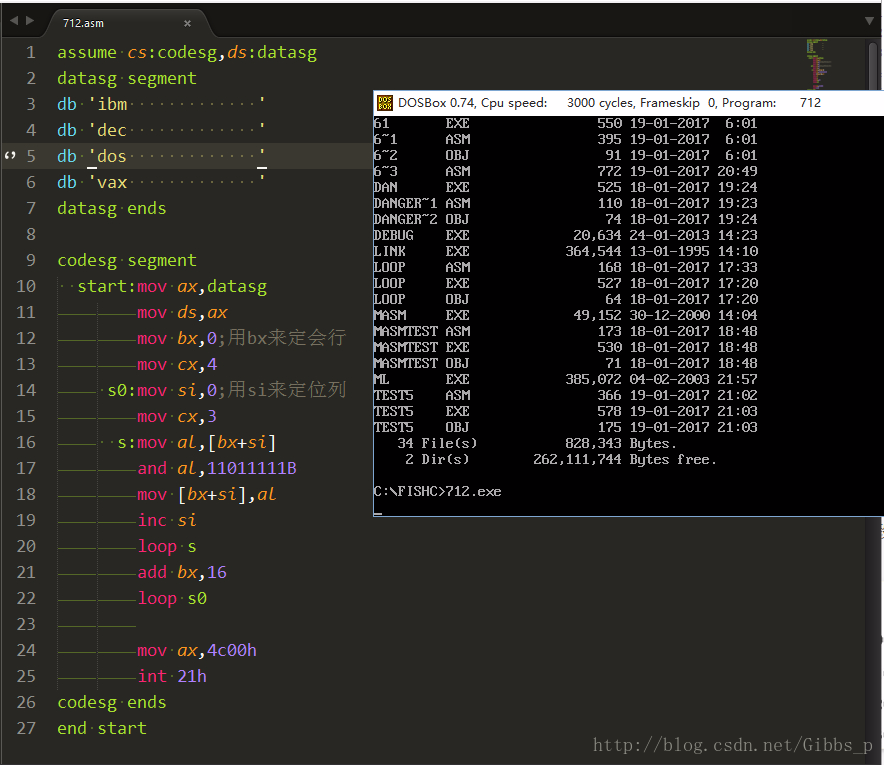 712.asm ×
1 assume cs:codesg,ds:datasg
2 datasg segment
3 db 'ibm             '
4 db 'dec             '
5 db 'dos             '
6 db 'vax             '
7 datasg ends
8
9 codesg segment
10 start:mov ax,datasg
11 mov ds,ax
12 mov bx,0;用bx来定会行
13 mov cx,4
14 s0:mov si,0;用si来定位列
15 mov cx,3
16 s:mov al,[bx+si]
17 and al,11011111B
18 mov [bx+si],al
19 inc si
20 loop s
21 add bx,16
22 loop s0
23
24 mov ax,4c00h
25 int 21h
26 codesg ends
27 end start
DOSBox 0.74, Cpu speed: 3000 cycles, Frameskip 0, Program: 712
61 EXE 550 19-01-2017 6:01
6~1 ASM 395 19-01-2017 6:01
6~2 OBJ 91 19-01-2017 6:01
6~3 ASM 772 19-01-2017 20:49
DAN EXE 525 18-01-2017 19:24
DANGER~1 ASM 110 18-01-2017 19:23
DANGER~2 OBJ 74 18-01-2017 19:24
DEBUG EXE 20,634 24-01-2013 14:23
LINK EXE 364,544 13-01-1995 14:10
LOOP ASM 168 18-01-2017 17:33
LOOP EXE 527 18-01-2017 17:20
LOOP OBJ 64 18-01-2017 17:20
MASM EXE 49,152 30-12-2000 14:04
MASMTEST ASM 173 18-01-2017 18:48
MASMTEST EXE 530 18-01-2017 18:48
MASMTEST OBJ 71 18-01-2017 18:48
ML EXE 385,072 04-02-2003 21:57
TEST5 ASM 366 19-01-2017 21:02
TEST5 EXE 578 19-01-2017 21:03
TEST5 OBJ 175 19-01-2017 21:03
34 File(s) 828,343 Bytes.
2 Dir(s) 262,111,744 Bytes free.
C:\FISHC>712.exe
http://blog.csdn.net/Gibbs_p